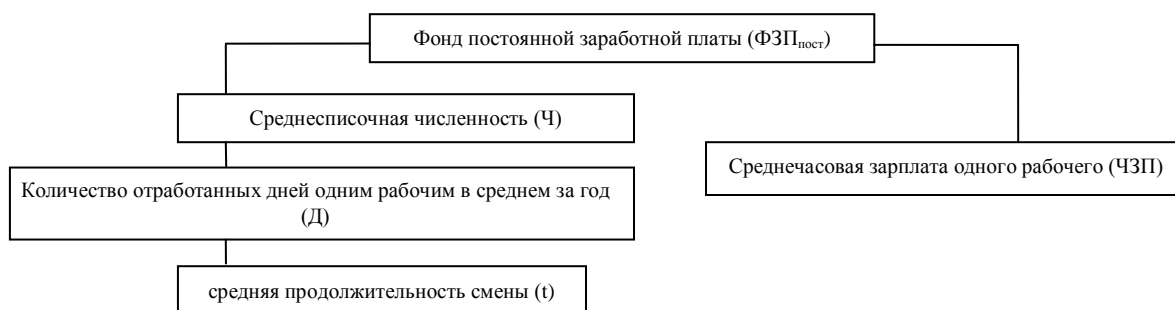 Фонд постоянной заработной платы (ФЗПпост)
Среднесписочная численность (Ч)
Среднечасовая зарплата одного рабочего (ЧЗП)
Количество отработанных дней одним рабочим в среднем за год
(Д)
средняя продолжительность смены (t)